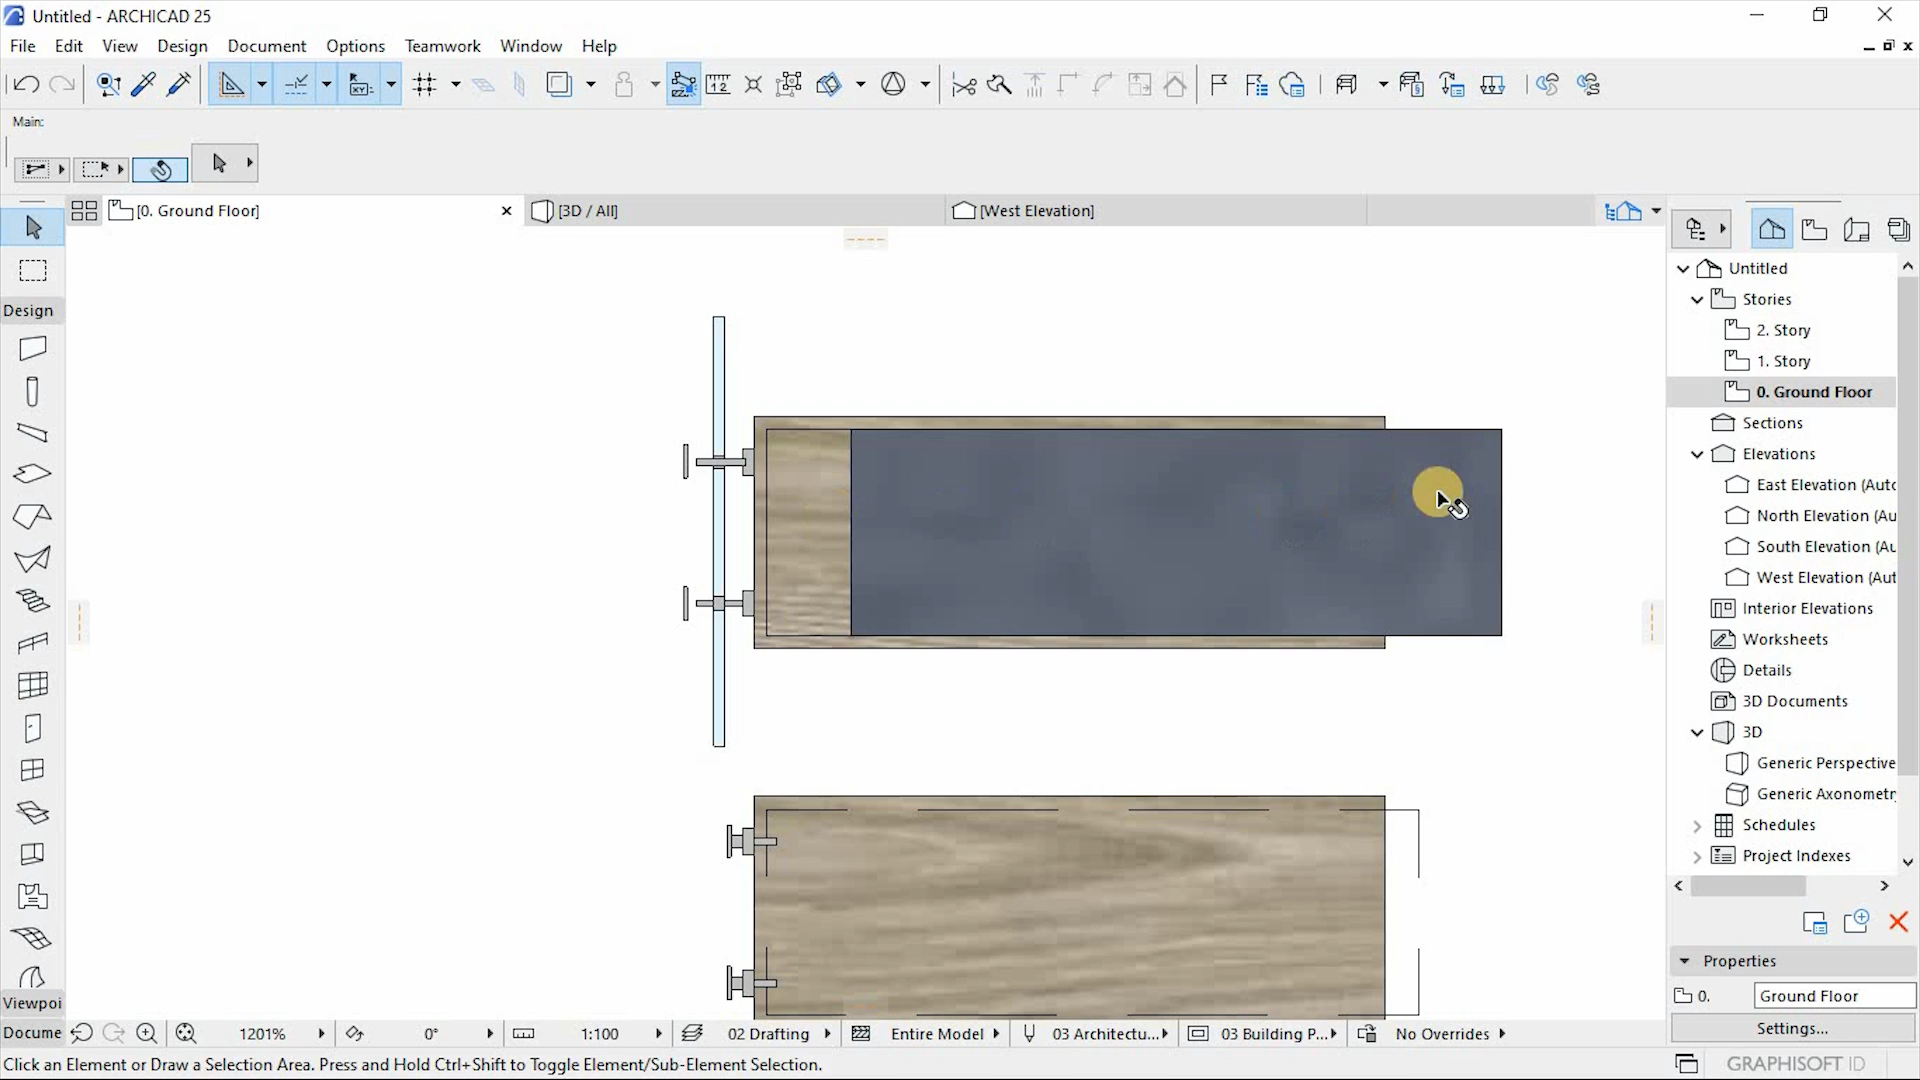 Untitled - ARCHICAD 25
File Edit View Design Document Options Teamwork Window Help
Main:
[0. Ground Floor]
[3D / All]
[West Elevation]
Design
Untitled
Stories
2. Story
1. Story
0. Ground Floor
Sections
Elevations
East Elevation (Auto
North Elevation (Au
South Elevation (Au
West Elevation (Aut
Interior Elevations
Worksheets
Details
3D Documents
3D
Generic Perspective
Generic Axonometr
Schedules
Project Indexes
Properties
0. Ground Floor
Settings...
Viewpoi
Docume
1201% 0° 1:100 02 Drafting Entire Model 03 Architectu... 03 Building P... No Overrides
Click an Element or Draw a Selection Area. Press and Hold Ctrl+Shift to Toggle Element/Sub-Element Selection.
GRAPHISOFT ID